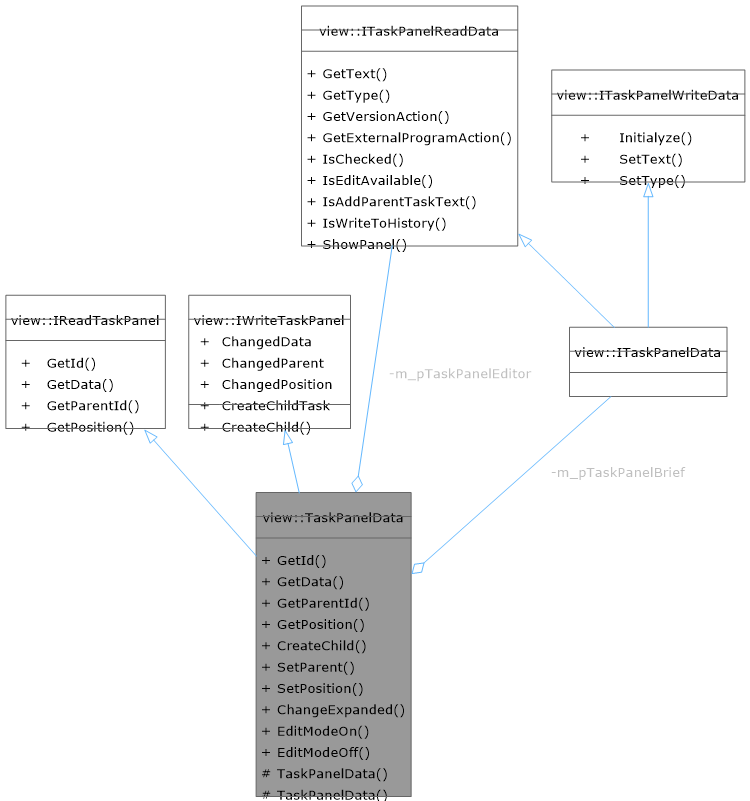 view::ITaskPanelReadData
+ GetText()
+ GetType()
+ GetVersionAction()
+ GetExternalProgramAction()
+ IsChecked()
+ IsEditAvailable()
+ IsAddParentTaskText()
+ IsWriteToHistory()
+ ShowPanel()
view::ITaskPanelWriteData
+ Initialyze()
+ SetText()
+ SetType()
view::IReadTaskPanel
+ GetId()
+ GetData()
+ GetParentId()
+ GetPosition()
view::IWriteTaskPanel
+ ChangedData
+ ChangedParent
+ ChangedPosition
+ CreateChildTask
+ CreateChild()
view::ITaskPanelData
-m_pTaskPanelEditor
-m_pTaskPanelBrief
view::TaskPanelData
+ GetId()
+ GetData()
+ GetParentId()
+ GetPosition()
+ CreateChild()
+ SetParent()
+ SetPosition()
+ ChangeExpanded()
+ EditModeOn()
+ EditModeOff()
# TaskPanelData()
# TaskPanelData()